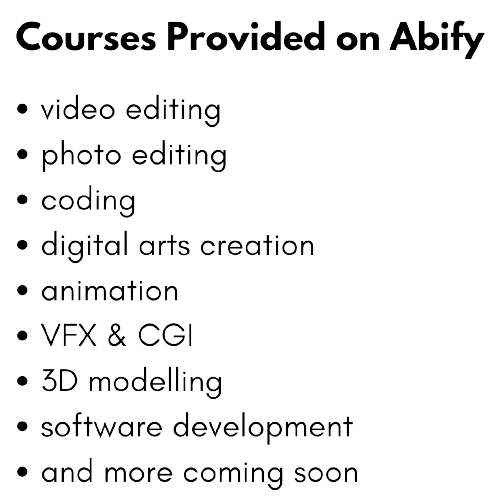 Courses Provided on Abify
• video editing
• photo editing
• coding
• digital arts creation
• animation
• VFX & CGI
• 3D modelling
• software development
• and more coming soon